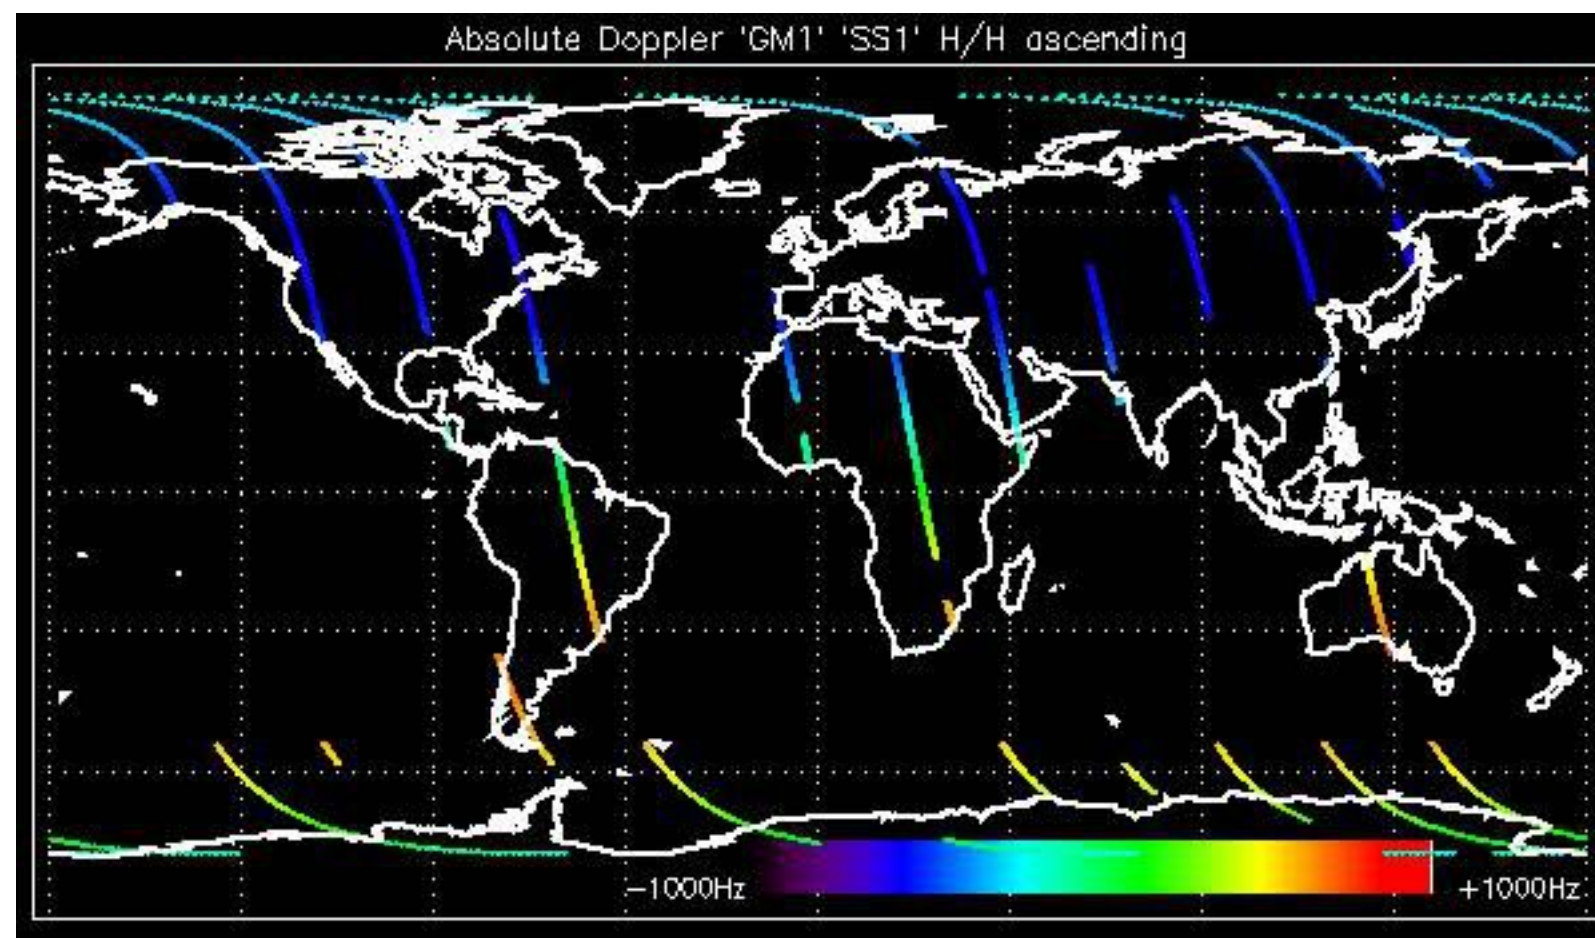 Absolute Doppler 'GM1' 'SS1' H/H ascending
−1000Hz
+1000Hz